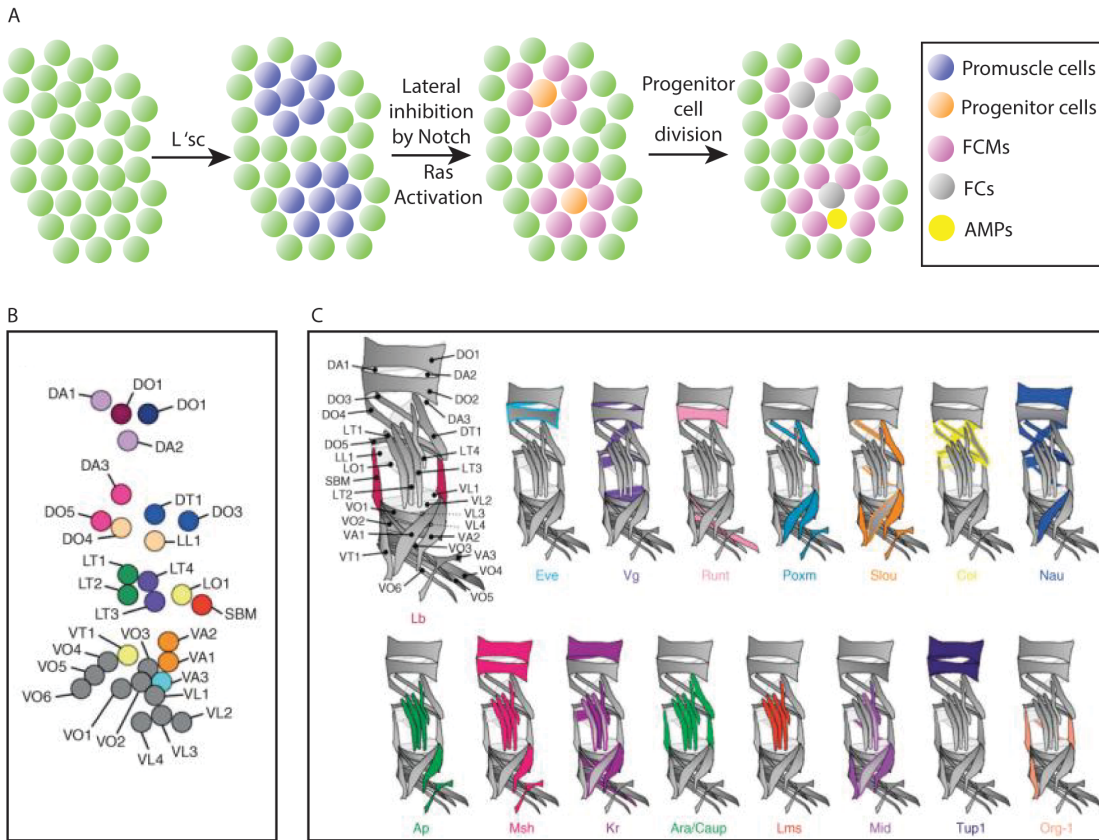 A
L 'sc
Lateral
inhibition
by Notch
Ras
Activation
Progenitor
cell
division
Promuscle cells
Progenitor cells
FCMs
FCs
AMPs
B
DA1
DO1
DO1
DA2
DA3
DT1
DO3
DO5
DO4
LL1
LT1
LT4
LO1
LT2
LT3
SBM
VT1
VO3
VA2
VO4
VO5
VA1
VO6
VA3
VL1
VO1
VL2
VO2
VL3
VL4
C
DO1
DA1
DA2
DO3
DO2
DO4
DA3
LT1
DT1
DO5
LL1
LT4
LO1
LT3
SBM
LT2
VL1
VO1
VL2
VL3
VO2
VL4
VA1
VA2
VO3
VT1
VA3
VO4
VO6
VO5
Lb
Eve
Vg
Runt
Poxm
Slou
Col
Nau
Ap
Msh
Kr
Ara/Caup
Lms
Mid
Tup1
Org-1